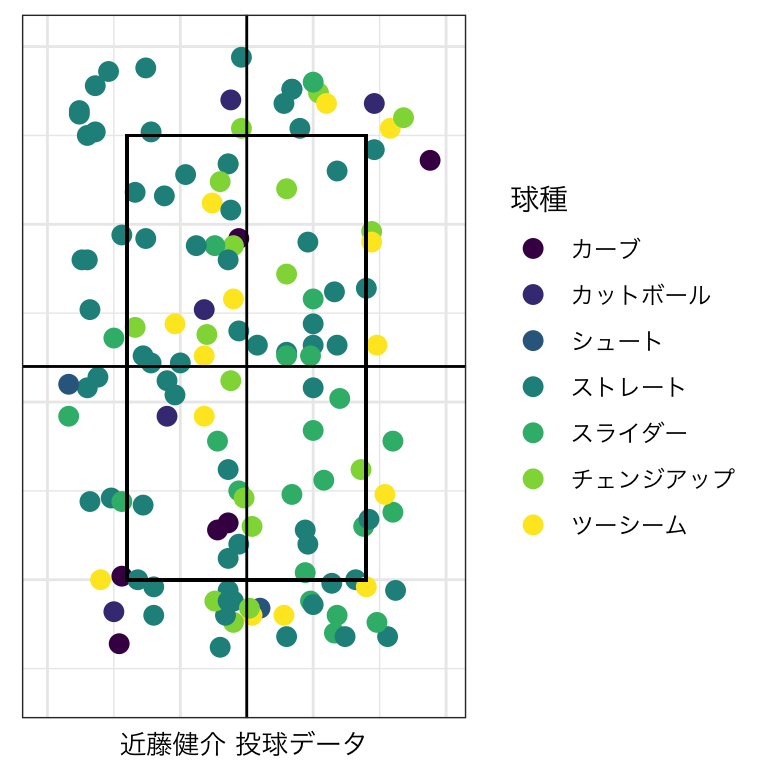 球種
カーブ
カットボール
シュート
ストレート
スライダー
チェンジアップ
ツーシーム
近藤健介 投球データ